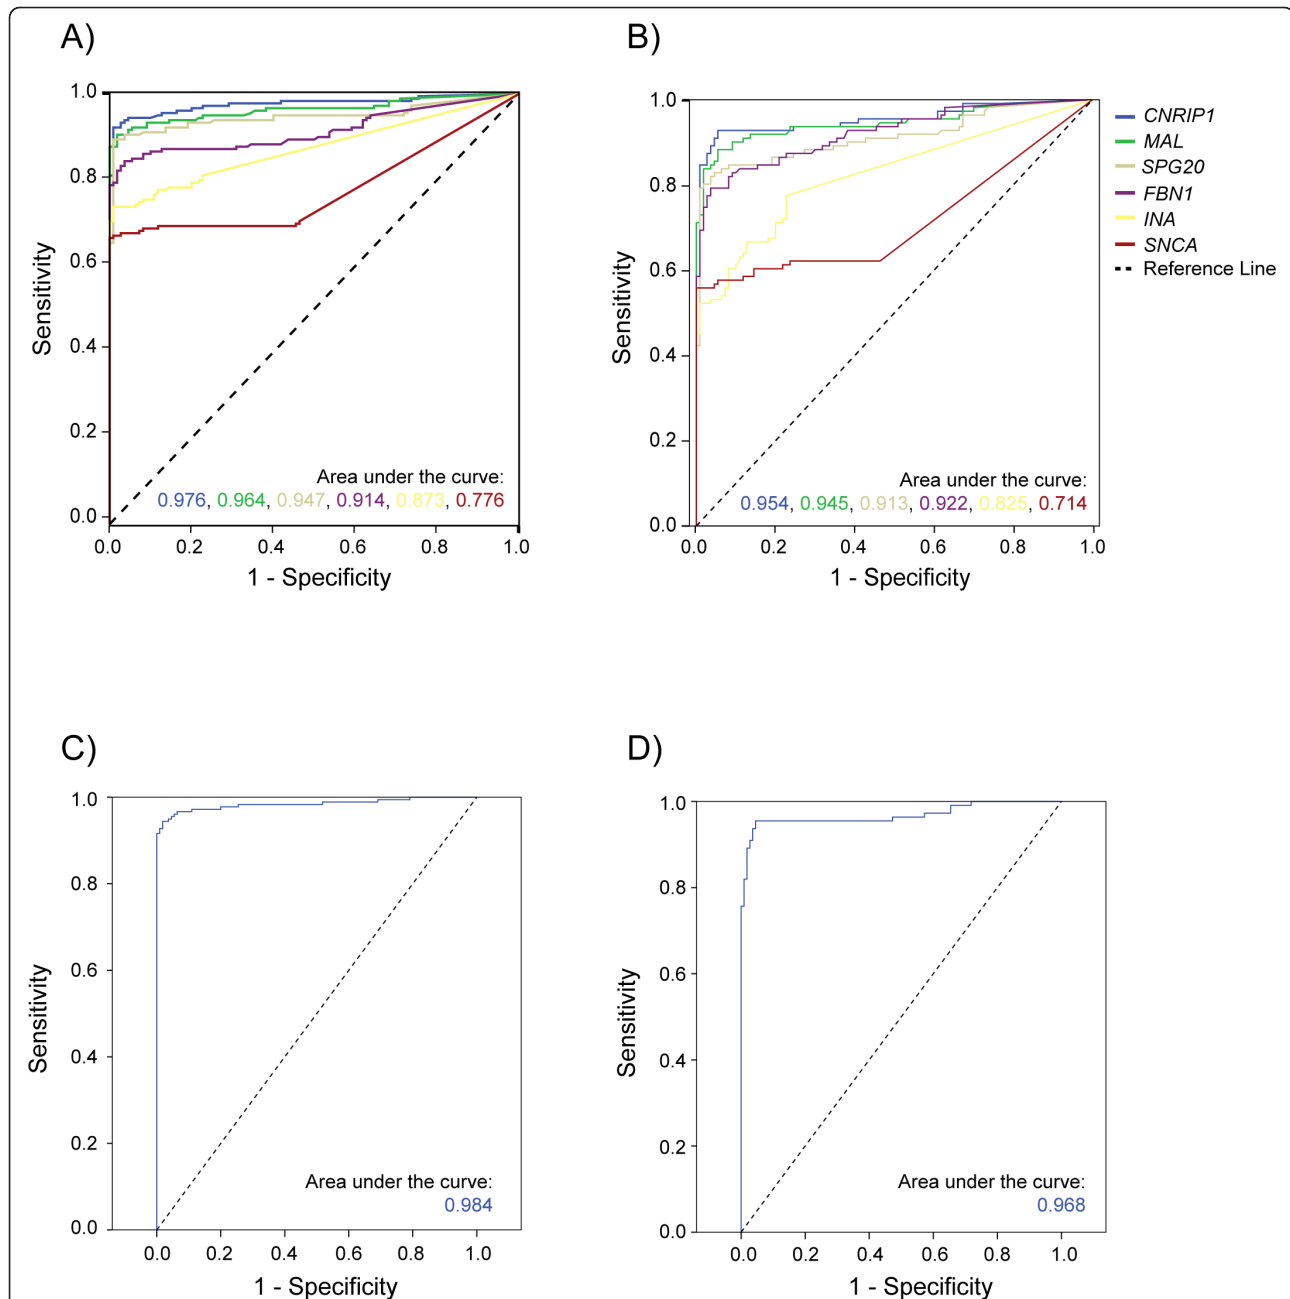 A)
1.0
0.8
0.6
0.4
0.2
0.0
Sensitivity
Area under the curve:
0.976, 0.964, 0.947, 0.914, 0.873, 0.776
0.0 0.2 0.4 0.6 0.8 1.0
1 - Specificity
B)
1.0
0.8
0.6
0.4
0.2
0.0
Sensitivity
Area under the curve:
0.954, 0.945, 0.913, 0.922, 0.825, 0.714
0.0 0.2 0.4 0.6 0.8 1.0
1 - Specificity
CNRIP1
MAL
SPG20
FBN1
INA
SNCA
Reference Line
C)
1.0
0.8
0.6
0.4
0.2
0.0
Sensitivity
Area under the curve:
0.984
0.0 0.2 0.4 0.6 0.8 1.0
1 - Specificity
D)
1.0
0.8
0.6
0.4
0.2
0.0
Sensitivity
Area under the curve:
0.968
0.0 0.2 0.4 0.6 0.8 1.0
1 - Specificity